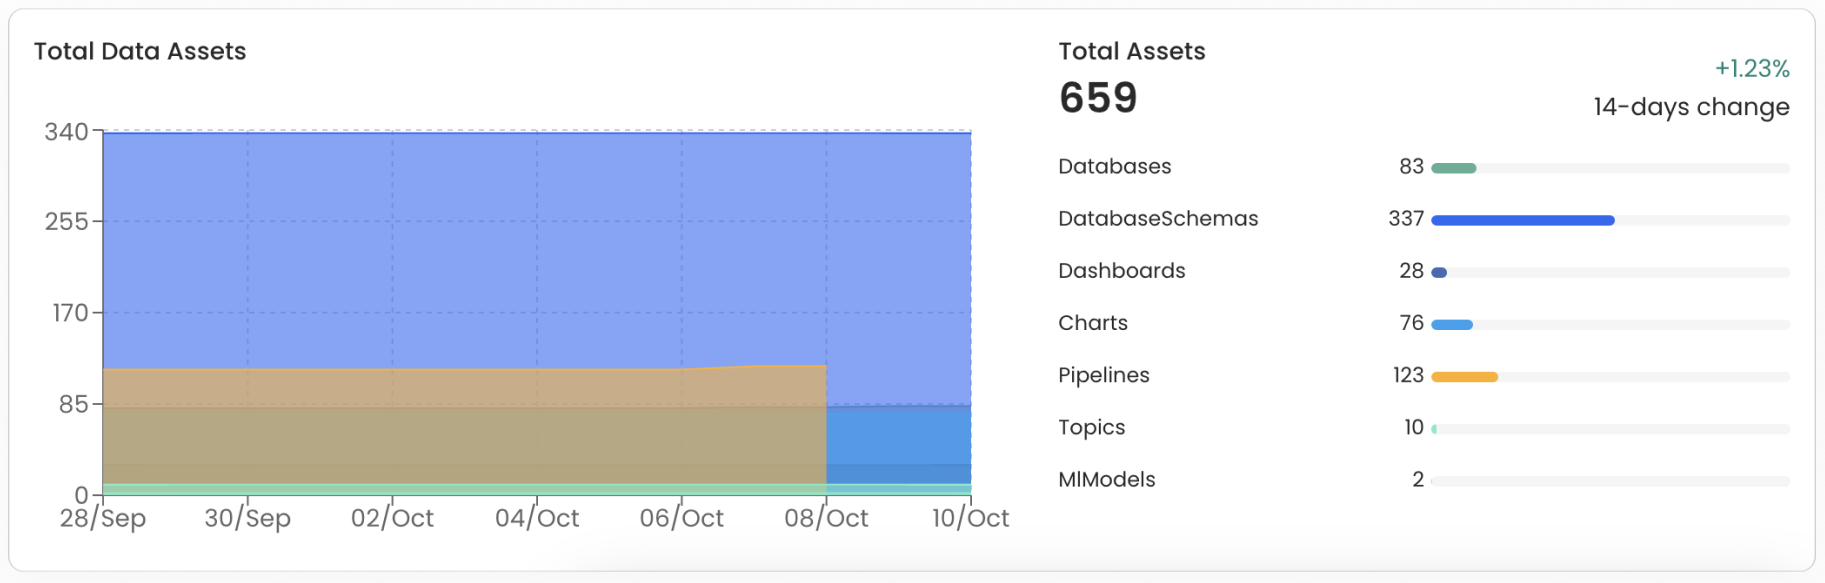 Total Data Assets
340
255
170
85
0
28/Sep 30/Sep 02/Oct 04/Oct 06/Oct 08/Oct 10/Oct
Total Assets
659
+1.23%
14-days change
Databases 83
DatabaseSchemas 337
Dashboards 28
Charts 76
Pipelines 123
Topics 10
MlModels 2